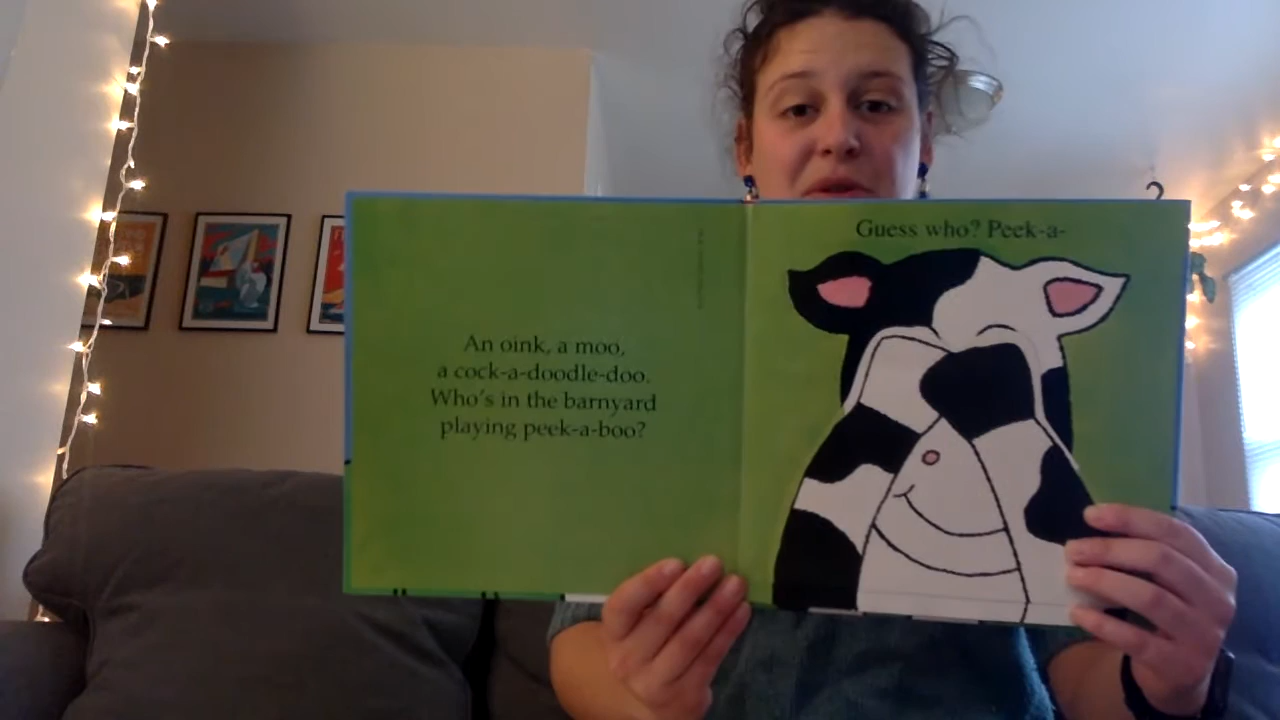 An oink, a moo,
a cock-a-doodle-doo.
Who's in the barnyard
playing peek-a-boo?
Guess who? Peek-a-